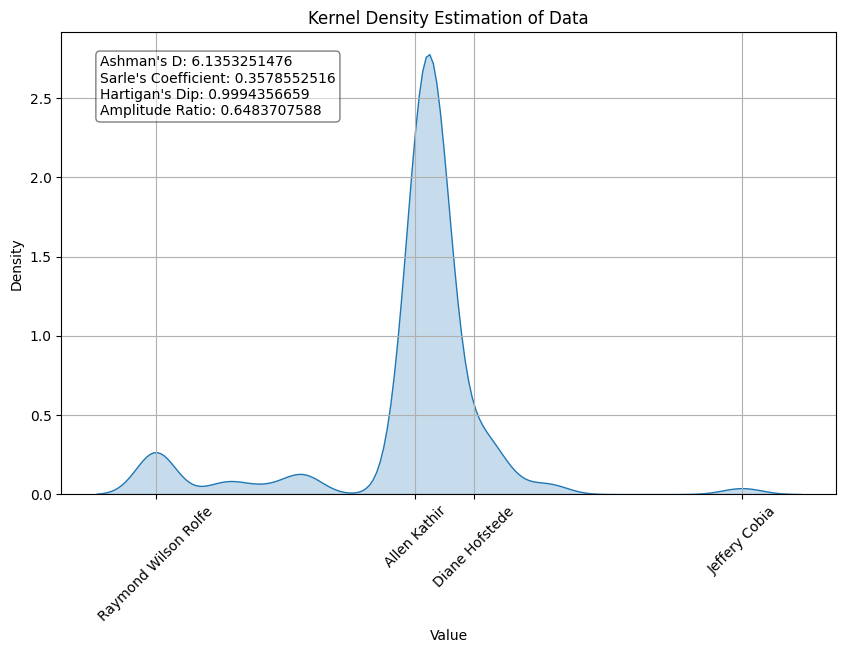 Kernel Density Estimation of Data
Ashman's D: 6.1353251476
Sarle's Coefficient: 0.3578552516
Hartigan's Dip: 0.9994356659
Amplitude Ratio: 0.6483707588
Density
2.5
2.0
1.5
1.0
0.5
0.0
Raymond Wilson Rolfe
Allen Kathir
Diane Hofstede
Jeffery Cobia
Value